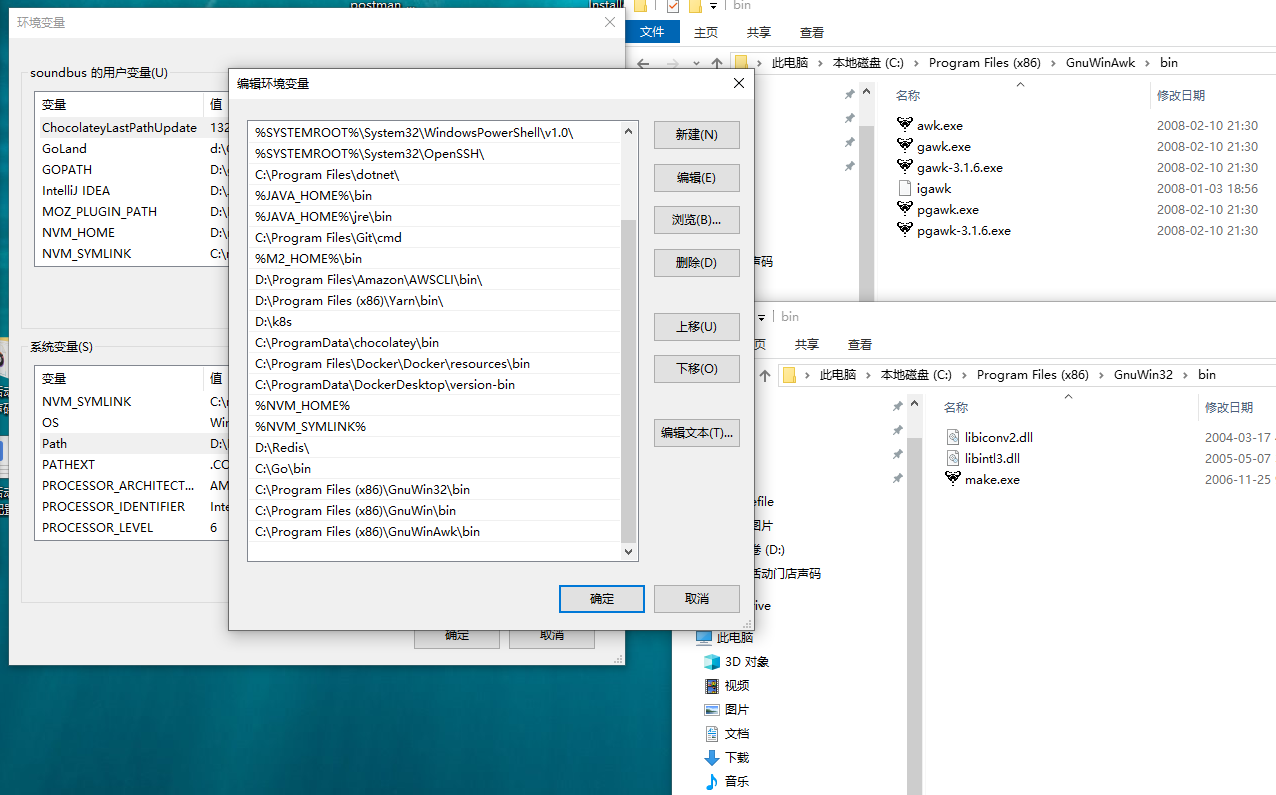 postman ...
Install
环境变量
soundbus 的用户变量(U)
变量
值
ChocolateyLastPathUpdate
132
GoLand
GOPATH
IntelliJ IDEA
MOZ_PLUGIN_PATH
NVM_HOME
NVM_SYMLINK
系统变量(S)
变量
值
NVM_SYMLINK
OS
Path
PATHEXT
PROCESSOR_ARCHITECT...
PROCESSOR_IDENTIFIER
PROCESSOR_LEVEL
6
确定
取消
编辑环境变量
%SYSTEMROOT%\System32\WindowsPowerShell\v1.0\
%SYSTEMROOT%\System32\OpenSSH\
C:\Program Files\dotnet\
%JAVA_HOME%\bin
%JAVA_HOME%\jre\bin
C:\Program Files\Git\cmd
%M2_HOME%\bin
D:\Program Files\Amazon\AWSCLI\bin\
D:\Program Files (x86)\Yarn\bin\
D:\k8s
C:\ProgramData\chocolatey\bin
C:\Program Files\Docker\Docker\resources\bin
C:\ProgramData\DockerDesktop\version-bin
%NVM_HOME%
%NVM_SYMLINK%
D:\Redis\
C:\Go\bin
C:\Program Files (x86)\GnuWin32\bin
C:\Program Files (x86)\GnuWin\bin
C:\Program Files (x86)\GnuWinAwk\bin
新建(N)
编辑(E)
浏览(B)...
删除(D)
上移(U)
下移(O)
编辑文本(T)...
确定
取消
bin
文件 主页 共享 查看
此电脑 > 本地磁盘 (C:) > Program Files (x86) > GnuWinAwk > bin
名称 修改日期
awk.exe 2008-02-10 21:30
gawk.exe 2008-02-10 21:30
gawk-3.1.6.exe 2008-02-10 21:30
igawk 2008-01-03 18:56
pgawk.exe 2008-02-10 21:30
pgawk-3.1.6.exe 2008-02-10 21:30
声码
bin
页 共享 查看
此电脑 > 本地磁盘 (C:) > Program Files (x86) > GnuWin32 > bin
名称 修改日期
libiconv2.dll 2004-03-17
libintl3.dll 2005-05-07
make.exe 2006-11-25
efile
图片
卷 (D:)
活动门店声码
rive
此电脑
3D 对象
视频
图片
文档
下载
音乐